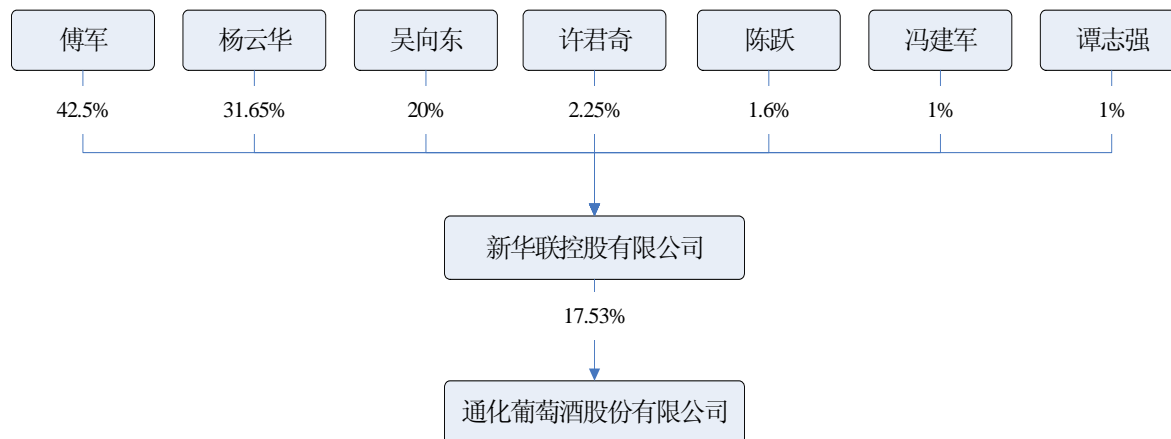 傅军 杨云华 吴向东 许君奇 陈跃 冯建军 谭志强
42.5% 31.65% 20% 2.25% 1.6% 1% 1%
新华联控股有限公司
17.53%
通化葡萄酒股份有限公司